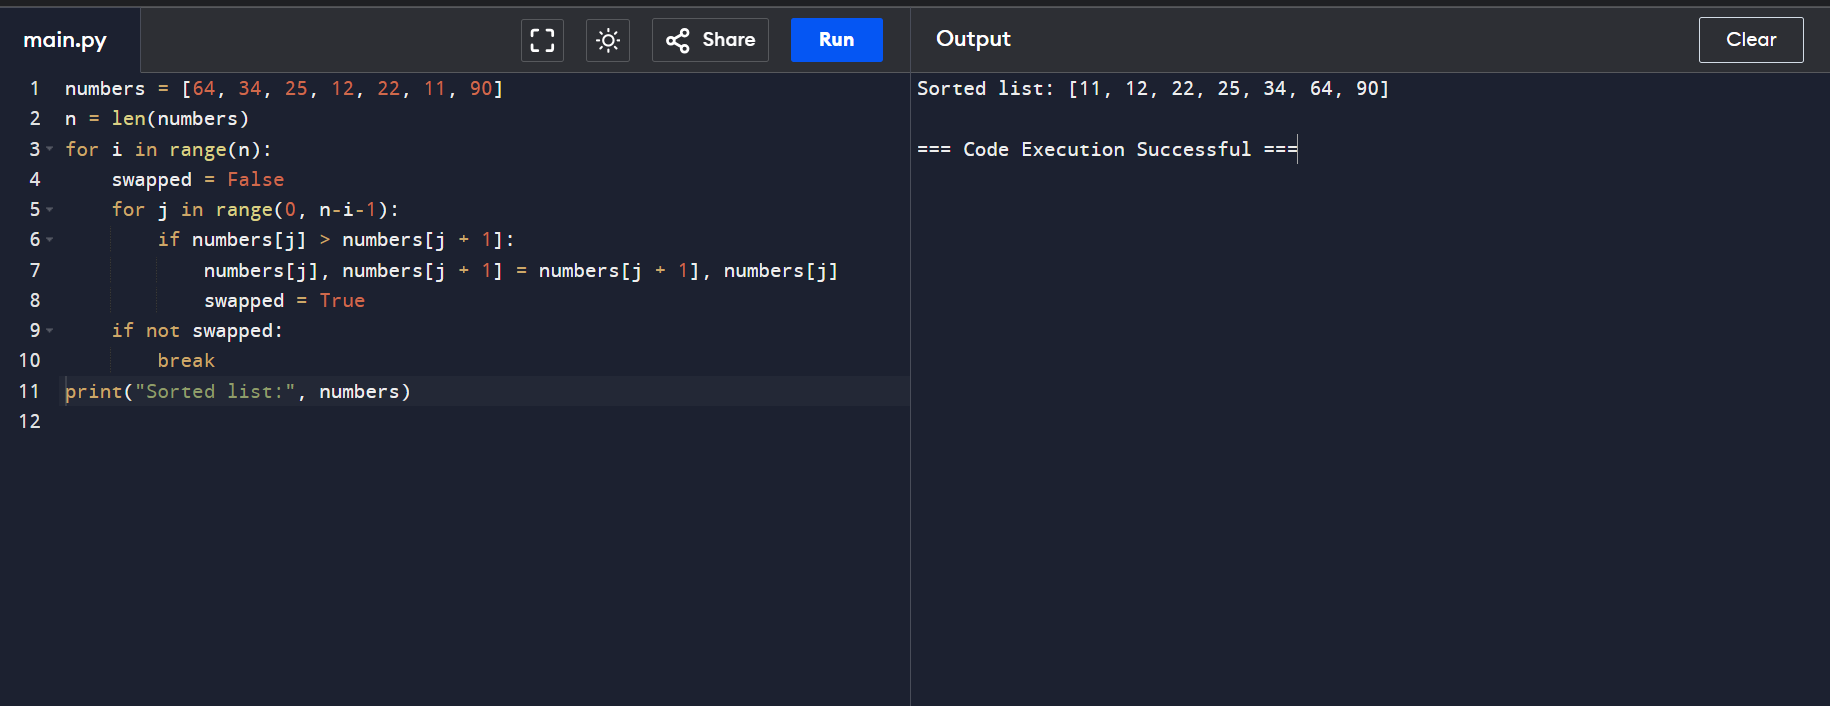 main.py
Share
Run
1 numbers = [64, 34, 25, 12, 22, 11, 90]
2 n = len(numbers)
3 for i in range(n):
4     swapped = False
5     for j in range(0, n-i-1):
6         if numbers[j] > numbers[j + 1]:
7             numbers[j], numbers[j + 1] = numbers[j + 1], numbers[j]
8             swapped = True
9     if not swapped:
10         break
11 print("Sorted list:", numbers)
12
Output
Clear
Sorted list: [11, 12, 22, 25, 34, 64, 90]
=== Code Execution Successful ===